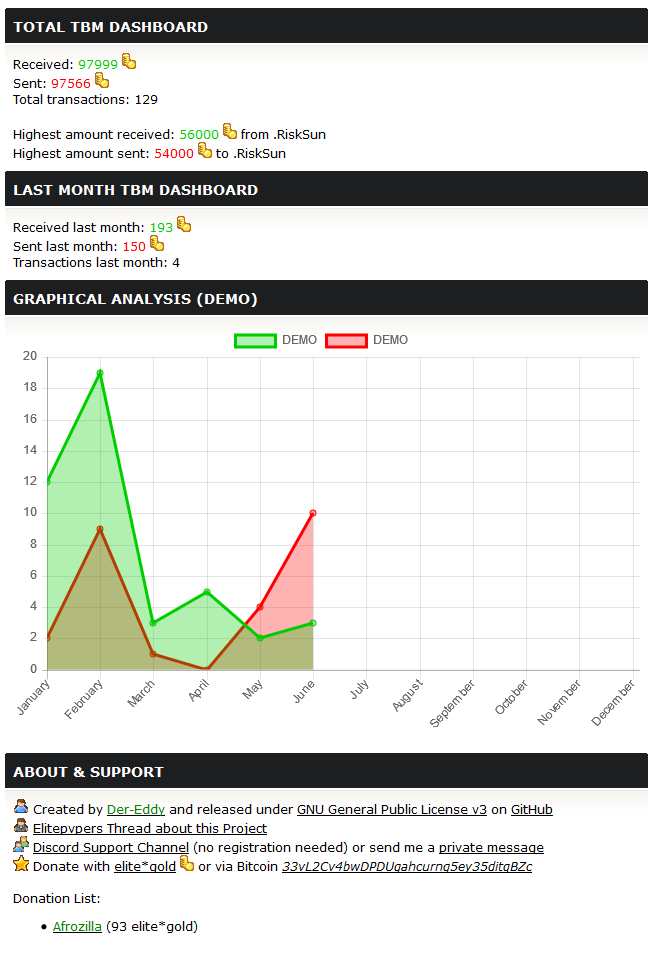 TOTAL TBM DASHBOARD
Received: 97999
Sent: 97566
Total transactions: 129
Highest amount received: 56000 from .RiskSun
Highest amount sent: 54000 to .RiskSun
LAST MONTH TBM DASHBOARD
Received last month: 193
Sent last month: 150
Transactions last month: 4
GRAPHICAL ANALYSIS (DEMO)
DEMO DEMO
20
18
16
14
12
10
8
6
4
2
0
January February March April May June July August September October November December
ABOUT & SUPPORT
Created by Der-Eddy and released under GNU General Public License v3 on GitHub
Elitepvpers Thread about this Project
Discord Support Channel (no registration needed) or send me a private message
Donate with elite*gold or via Bitcoin
Donation List:
• Afrozilla (93 elite*gold)